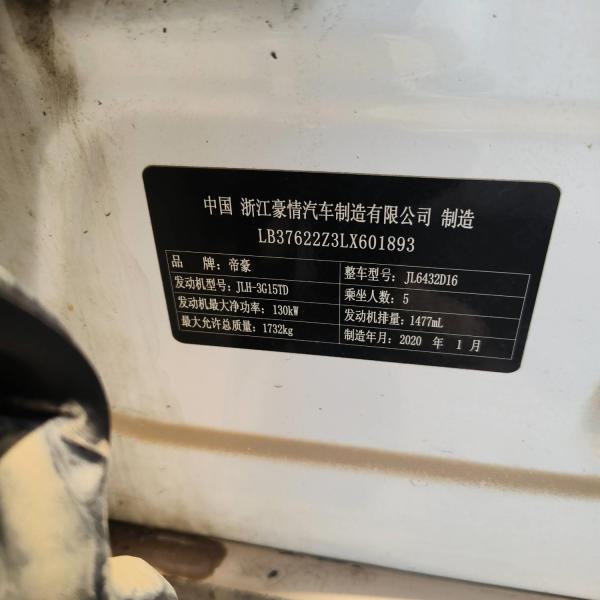 中国 浙江豪情汽车制造有限公司 制造
LB37622Z3LX601893
品 牌：帝豪
整车型号：JL6432D16
发动机型号：JLH-3G15TD
乘坐人数：5
发动机最大净功率：130kW
发动机排量：1477mL
最大允许总质量：1732kg
制造年月：2020 年 1 月